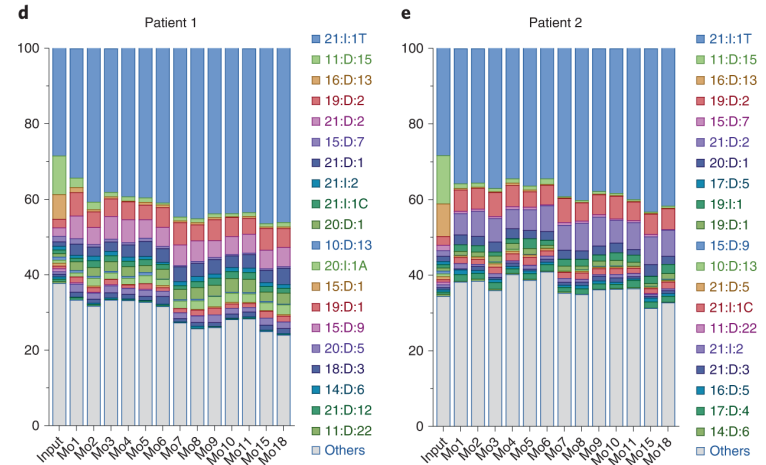 d
Patient 1
100
80
60
40
20
0
Input Mo1 Mo2 Mo3 Mo4 Mo5 Mo6 Mo7 Mo8 Mo9 Mo10 Mo11 Mo15 Mo18
21:I:1T
11:D:15
16:D:13
19:D:2
21:D:2
15:D:7
21:D:1
21:I:2
21:I:1C
20:D:1
10:D:13
20:I:1A
15:D:1
19:D:1
15:D:9
20:D:5
18:D:3
14:D:6
21:D:12
11:D:22
Others
e
Patient 2
100
80
60
40
20
0
Input Mo1 Mo2 Mo3 Mo4 Mo5 Mo6 Mo7 Mo8 Mo9 Mo10 Mo11 Mo15 Mo18
21:I:1T
11:D:15
16:D:13
19:D:2
15:D:7
21:D:2
20:D:1
17:D:5
19:I:1
19:D:1
15:D:9
10:D:13
21:D:5
21:I:1C
11:D:22
21:I:2
21:D:3
16:D:5
17:D:4
14:D:6
Others